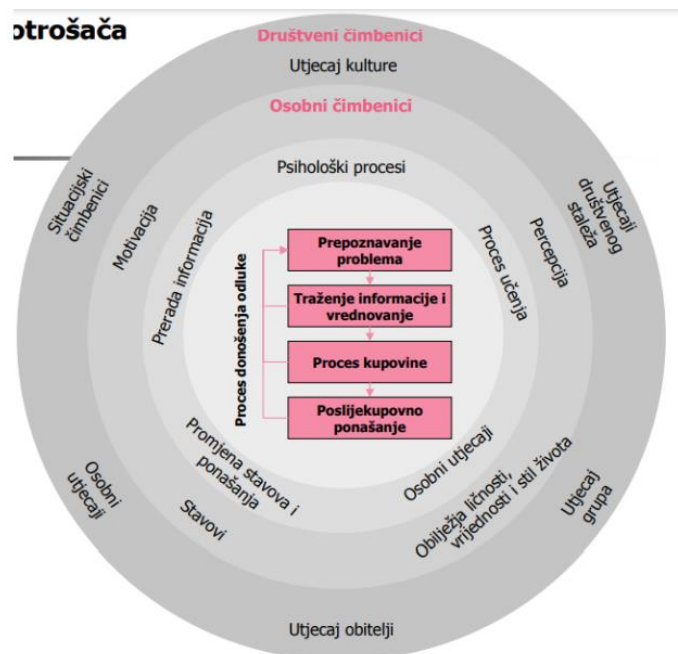 otrošača
Društveni čimbenici
Utjecaj kulture
Osobni čimbenici
Psihološki procesi
Situacijski
čimbenici
Motivacija
Prerada informacija
Proces učenja
Percepcija
Utjecaji
društvenog
staleža
Proces donošenja odluke
Prepoznavanje
problema
Traženje informacije i
vrednovanje
Proces kupovine
Poslijekupovno
ponašanje
Promjena stavova i
ponašanja
Osobni utjecaji
Osobni
utjecaji
Stavovi
Obilježja ličnosti,
vrijednosti i stil života
Utjecaj
grupa
Utjecaj obitelji